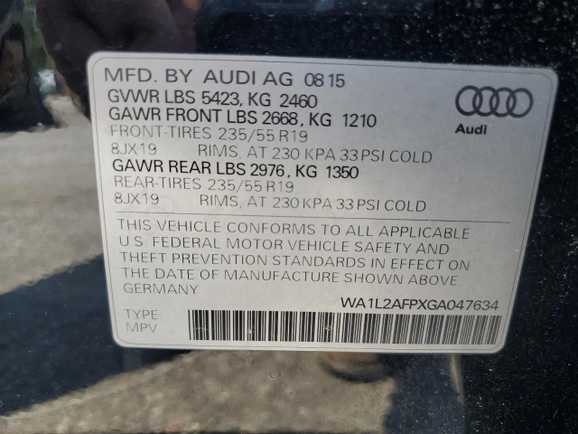 MFD. BY AUDI AG 08 15
GVWR LBS 5423, KG 2460
GAWR FRONT LBS 2668, KG 1210
FRONT-TIRES 235/55 R19
8JX19 RIMS, AT 230 KPA 33 PSI COLD
GAWR REAR LBS 2976, KG 1350
REAR-TIRES 235/55 R19
8JX19 RIMS, AT 230 KPA 33 PSI COLD
Audi
THIS VEHICLE CONFORMS TO ALL APPLICABLE
U S FEDERAL MOTOR VEHICLE SAFETY AND
THEFT PREVENTION STANDARDS IN EFFECT ON
THE DATE OF MANUFACTURE SHOWN ABOVE
GERMANY
WA1L2AFPXGA047634
TYPE
MPV